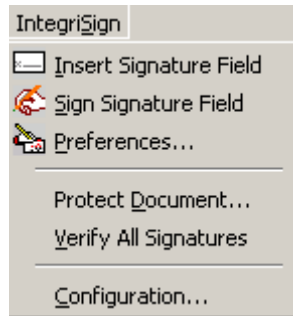 IntegriSign
Insert Signature Field
Sign Signature Field
Preferences...
Protect Document...
Verify All Signatures
Configuration...